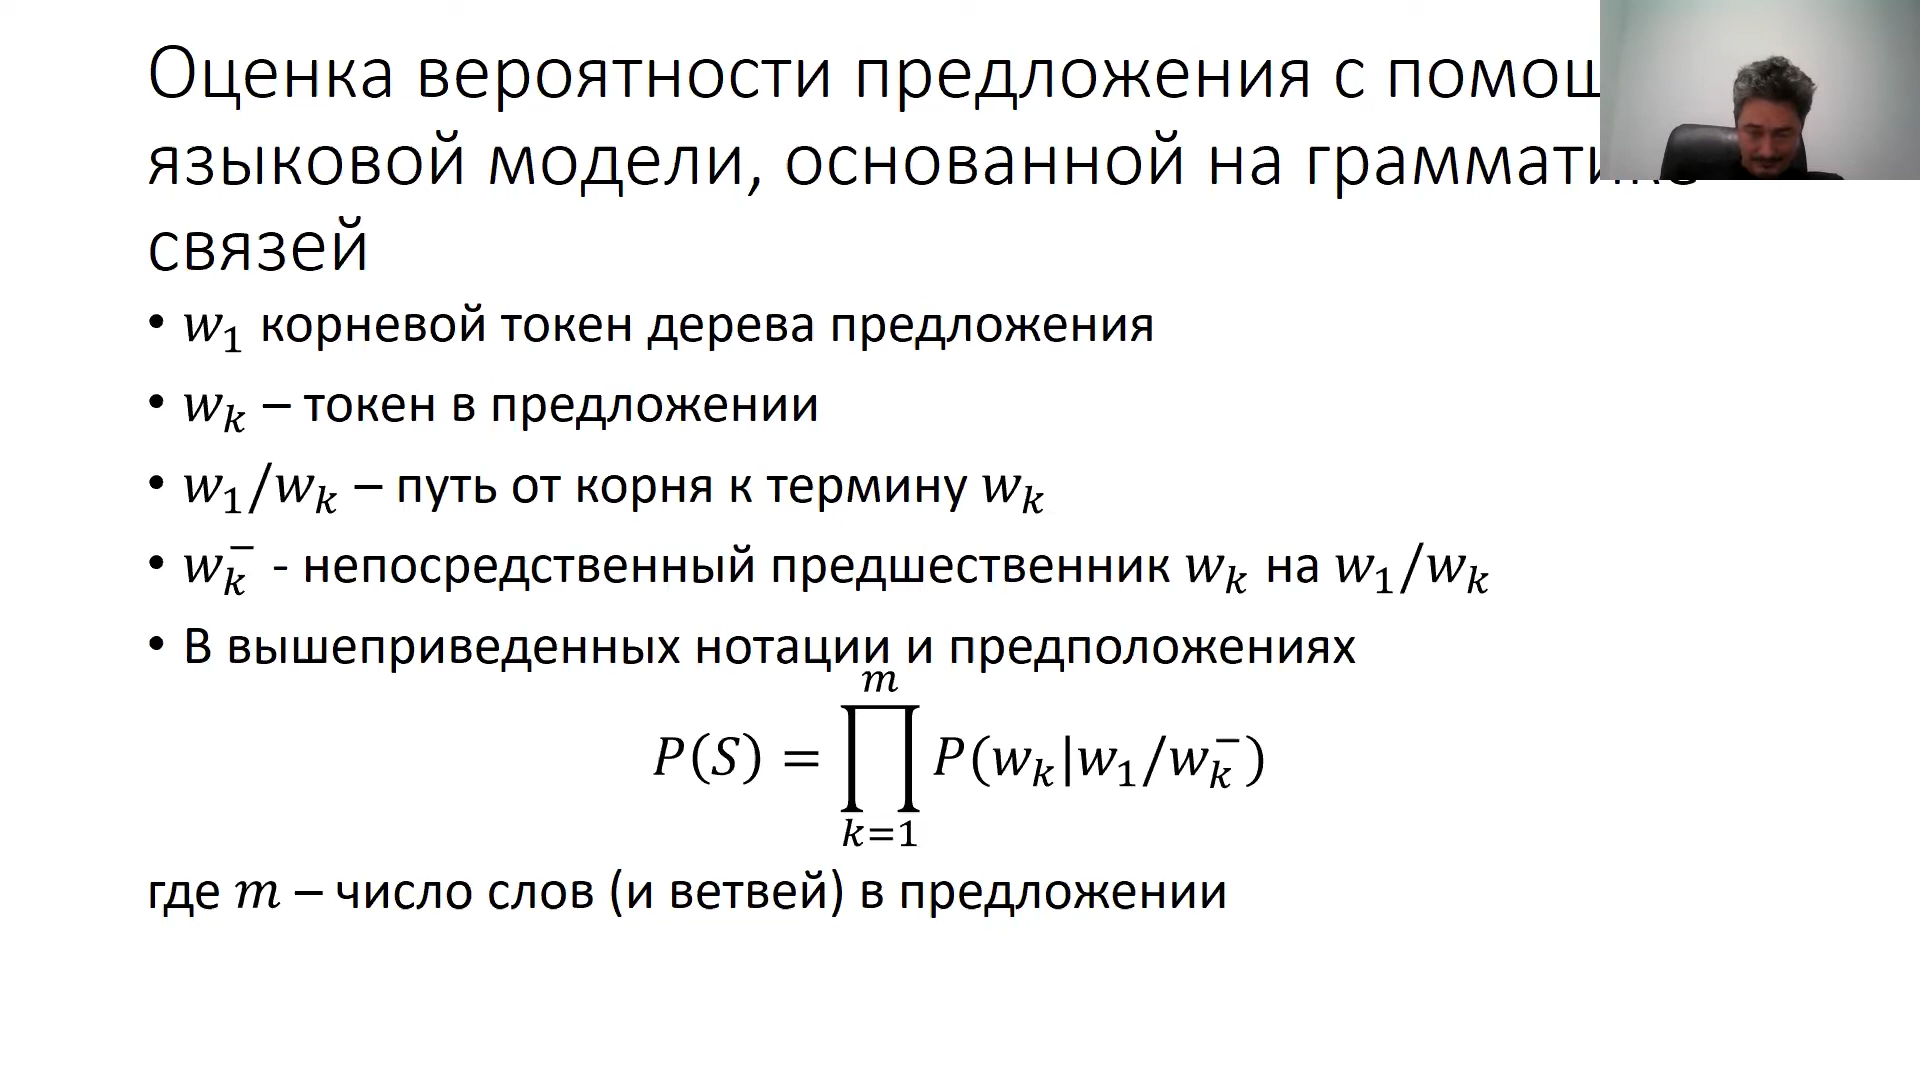 Оценка вероятности предложения с
языковой модели, основанной на
связей
• w₁ корневой токен дерева предложения
• wₖ – токен в предложении
• w₁/wₖ – путь от корня к термину wₖ
• wₖ⁻ - непосредственный предшественник wₖ на w₁/wₖ
• В вышеприведенных нотации и предположениях
P(S) = ∏ₖ₌₁ᵐ P(wₖ|w₁/wₖ⁻)
где m – число слов (и ветвей) в предложении